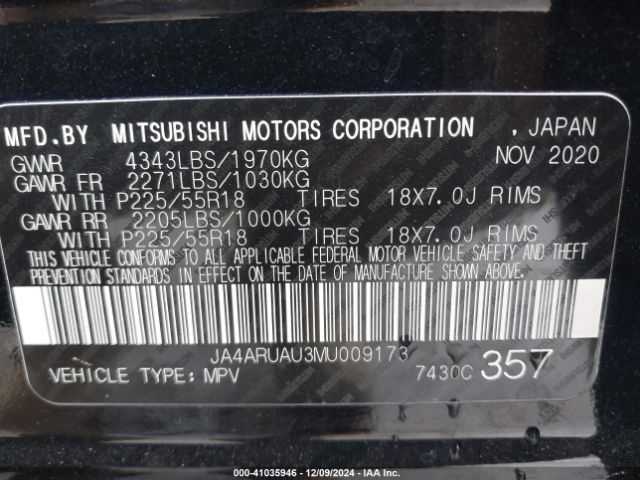 MFD.BY MITSUBISHI MOTORS CORPORATION , JAPAN
GVWR 4343LBS/1970KG NOV 2020
GAWR FR 2271LBS/1030KG
WITH P225/55R18 TIRES 18X7.0J RIMS
GAWR RR 2205LBS/1000KG
WITH P225/55R18 TIRES 18X7.0J RIMS
THIS VEHICLE CONFORMS TO ALL APPLICABLE FEDERAL MOTOR VEHICLE SAFETY AND THEFT
PREVENTION STANDARDS IN EFFECT ON THE DATE OF MANUFACTURE SHOWN ABOVE.
JA4ARUAU3MU009173
VEHICLE TYPE: MPV 7430C 357
000-41035946 - 12/09/2024 - IAA Inc.